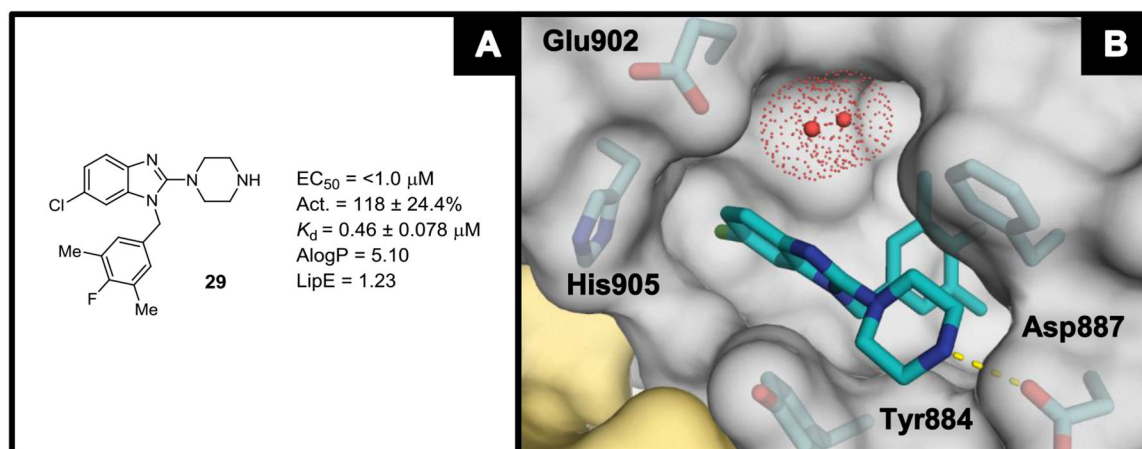 A
N
N
N
NH
Cl
Me
F
Me
29
EC50 = <1.0 μM
Act. = 118 ± 24.4%
Kd = 0.46 ± 0.078 μM
AlogP = 5.10
LipE = 1.23
B
Glu902
His905
Asp887
Tyr884